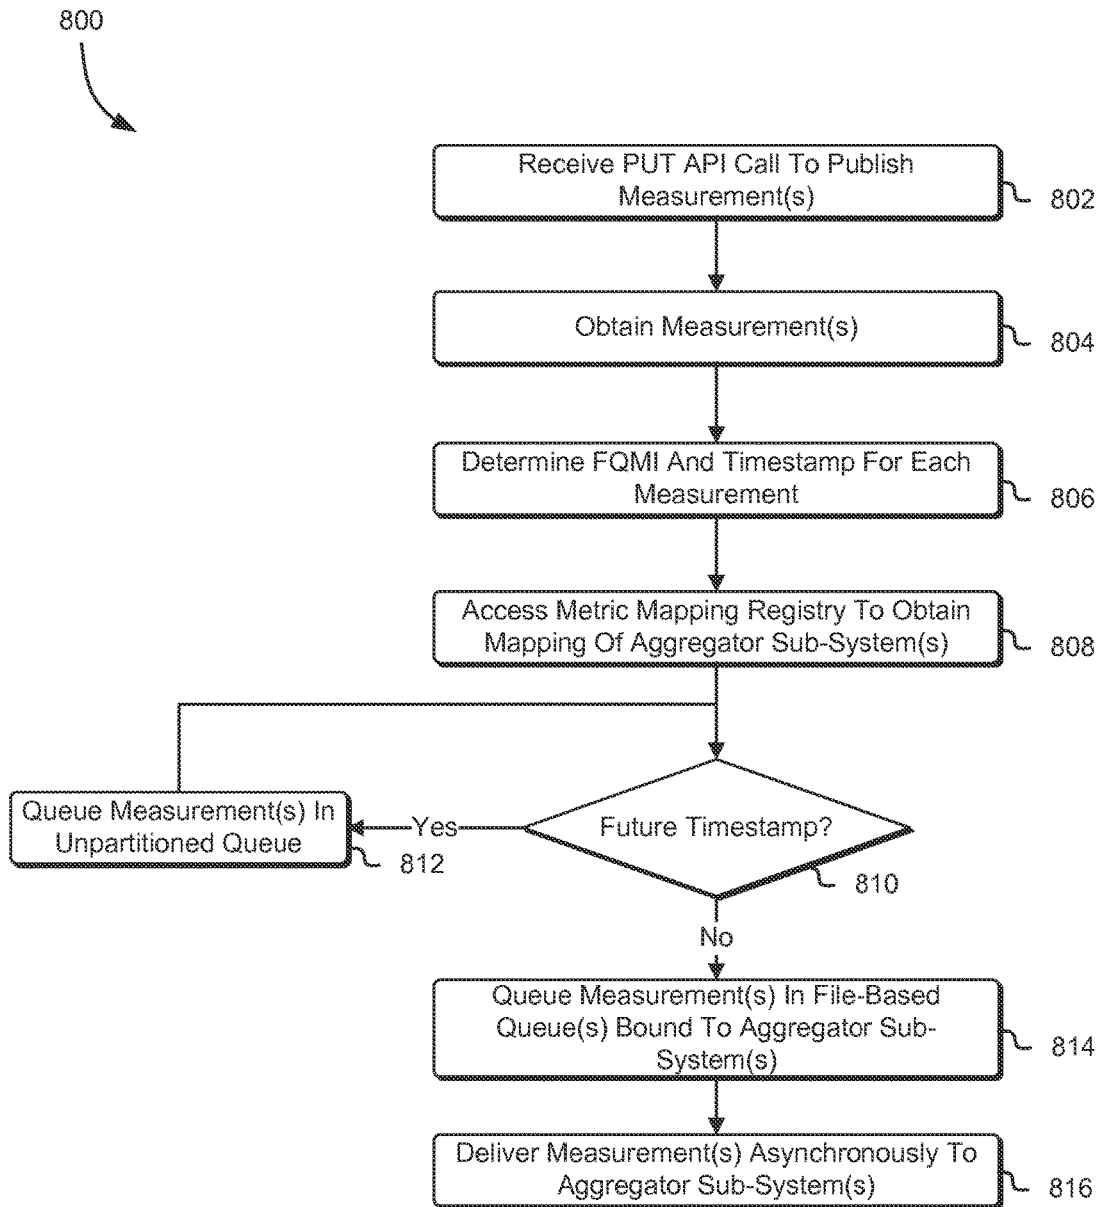 800
Receive PUT API Call To Publish
Measurement(s)
802
Obtain Measurement(s)
804
Determine FQMI And Timestamp For Each
Measurement
806
Access Metric Mapping Registry To Obtain
Mapping Of Aggregator Sub-System(s)
808
Queue Measurement(s) In
Unpartitioned Queue
812
Yes
Future Timestamp?
810
No
Queue Measurement(s) In File-Based
Queue(s) Bound To Aggregator Sub-
System(s)
814
Deliver Measurement(s) Asynchronously To
Aggregator Sub-System(s)
816